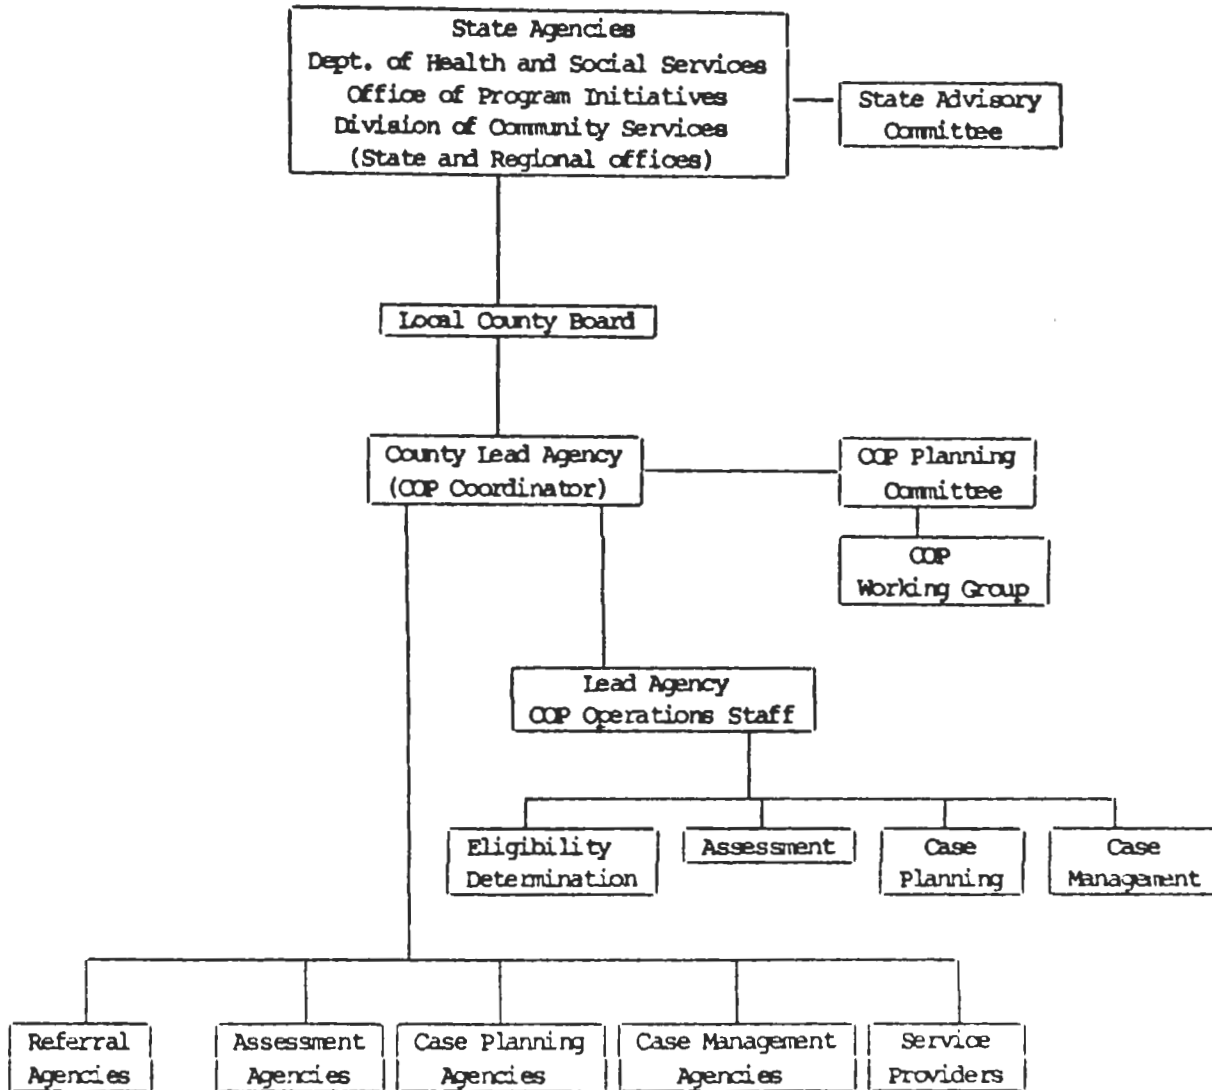 State Agencies
Dept. of Health and Social Services
Office of Program Initiatives
Division of Community Services
(State and Regional offices)
State Advisory
Committee
Local County Board
County Lead Agency
(COP Coordinator)
COP Planning
Committee
COP
Working Group
Lead Agency
COP Operations Staff
Eligibility
Determination
Assessment
Case
Planning
Case
Management
Referral
Agencies
Assessment
Agencies
Case Planning
Agencies
Case Management
Agencies
Service
Providers